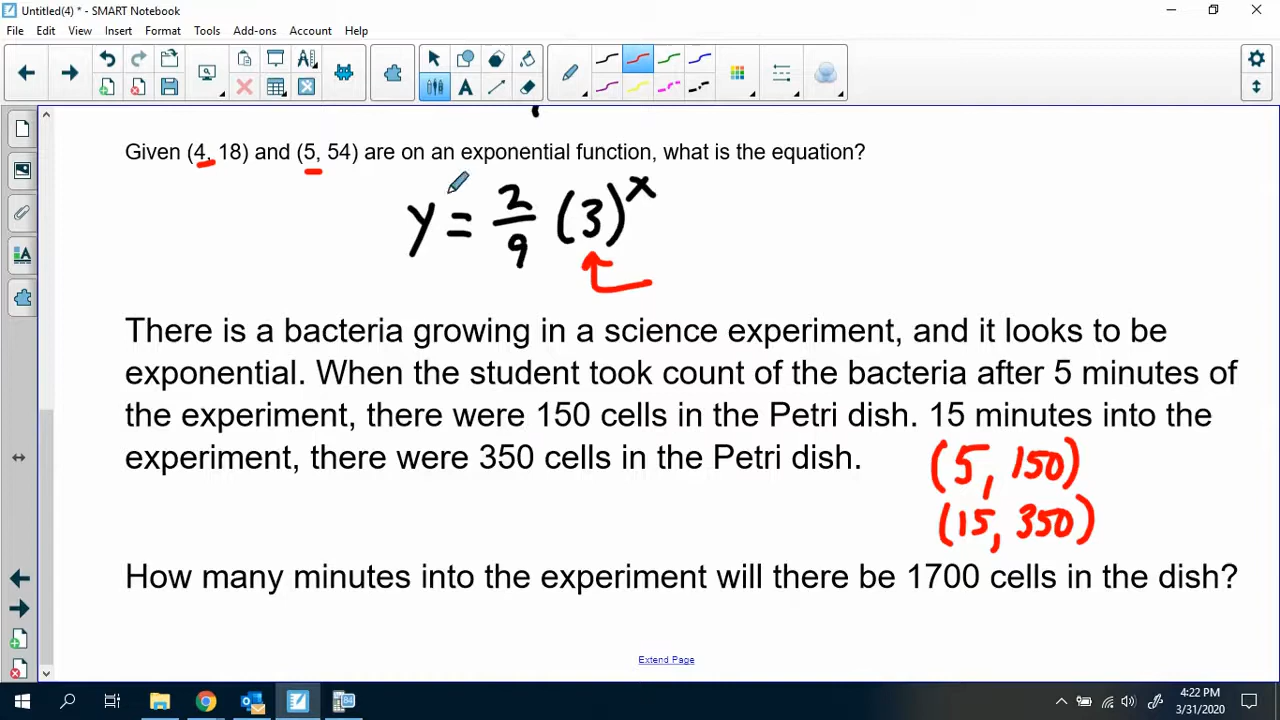 Untitled(4) * - SMART Notebook
File Edit View Insert Format Tools Add-ons Account Help
Given (4, 18) and (5, 54) are on an exponential function, what is the equation?
y = 2/9 (3)^x
There is a bacteria growing in a science experiment, and it looks to be
exponential. When the student took count of the bacteria after 5 minutes of
the experiment, there were 150 cells in the Petri dish. 15 minutes into the
experiment, there were 350 cells in the Petri dish.
(5, 150)
(15, 350)
How many minutes into the experiment will there be 1700 cells in the dish?
Extend Page
4:22 PM
3/31/2020